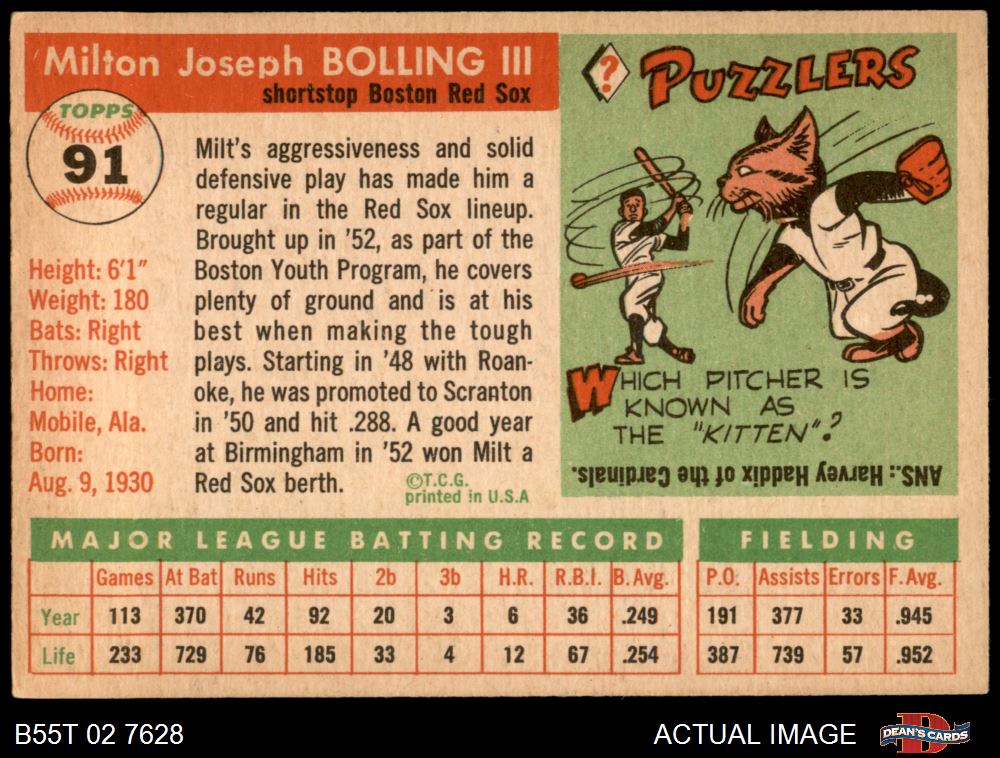 Milton Joseph BOLLING III
shortstop Boston Red Sox
TOPPS
91
Height: 6'1"
Weight: 180
Bats: Right
Throws: Right
Home:
Mobile, Ala.
Born:
Aug. 9, 1930
Milt's aggressiveness and solid
defensive play has made him a
regular in the Red Sox lineup.
Brought up in '52, as part of the
Boston Youth Program, he covers
plenty of ground and is at his
best when making the tough
plays. Starting in '48 with Roan-
oke, he was promoted to Scranton
in '50 and hit .288. A good year
at Birmingham in '52 won Milt a
Red Sox berth.
©T.C.G.
printed in U.S.A
? PUZZLERS
WHICH PITCHER IS
KNOWN AS
THE "KITTEN"?
ANS.: Harvey Haddix of the Cardinals.
MAJOR LEAGUE BATTING RECORD FIELDING
Games At Bat Runs Hits 2b 3b H.R. R.B.I. B. Avg. P.O. Assists Errors F. Avg.
Year 113 370 42 92 20 3 6 36 .249 191 377 33 .945
Life 233 729 76 185 33 4 12 67 .254 387 739 57 .952
B55T 02 7628 ACTUAL IMAGE D DEAN'S CARDS